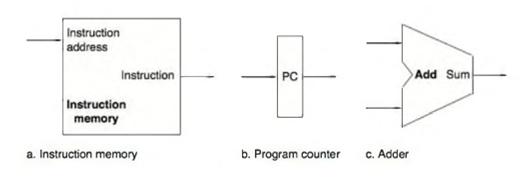 Instruction
address
Instruction
Instruction
memory
PC
Add Sum
a. Instruction memory
b. Program counter
c. Adder